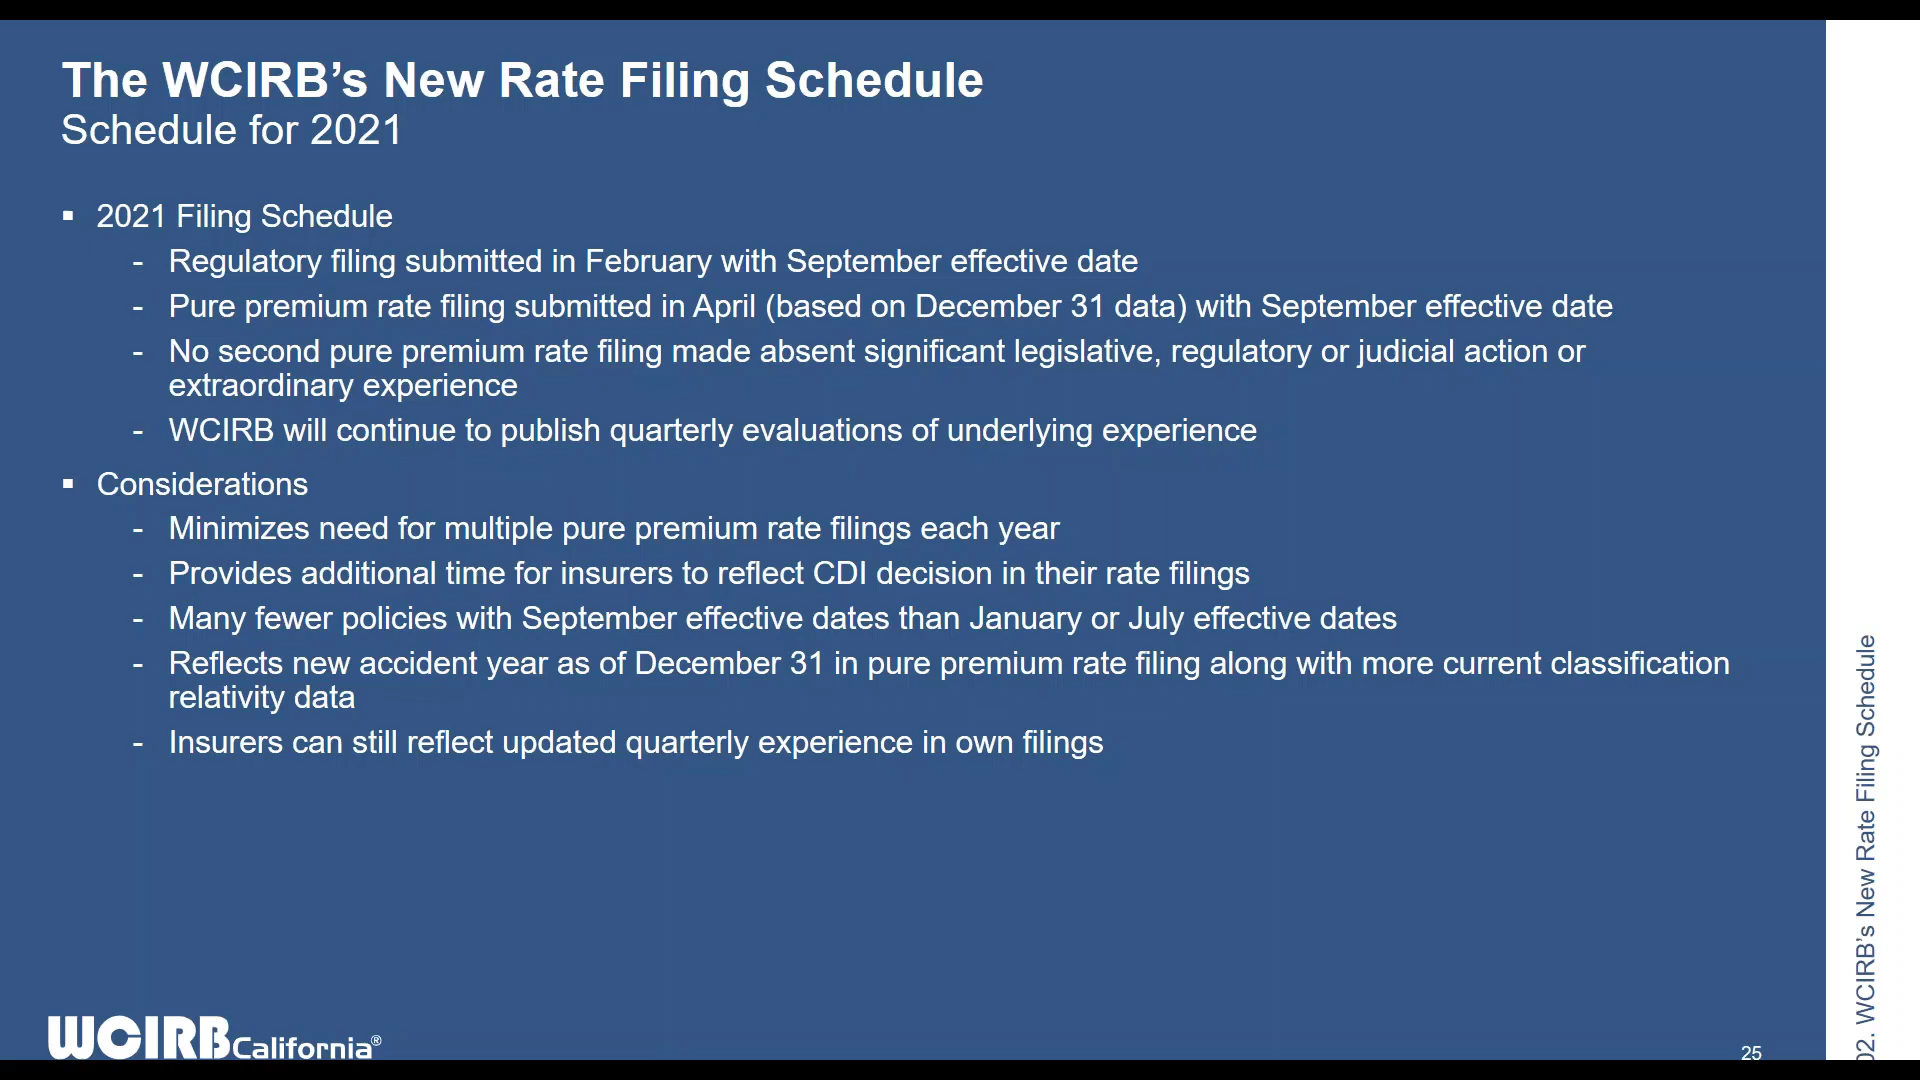 The WCIRB’s New Rate Filing Schedule
Schedule for 2021
▪ 2021 Filing Schedule
- Regulatory filing submitted in February with September effective date
- Pure premium rate filing submitted in April (based on December 31 data) with September effective date
- No second pure premium rate filing made absent significant legislative, regulatory or judicial action or
extraordinary experience
- WCIRB will continue to publish quarterly evaluations of underlying experience
▪ Considerations
- Minimizes need for multiple pure premium rate filings each year
- Provides additional time for insurers to reflect CDI decision in their rate filings
- Many fewer policies with September effective dates than January or July effective dates
- Reflects new accident year as of December 31 in pure premium rate filing along with more current classification
relativity data
- Insurers can still reflect updated quarterly experience in own filings
WCIRB California®
25
02. WCIRB’s New Rate Filing Schedule